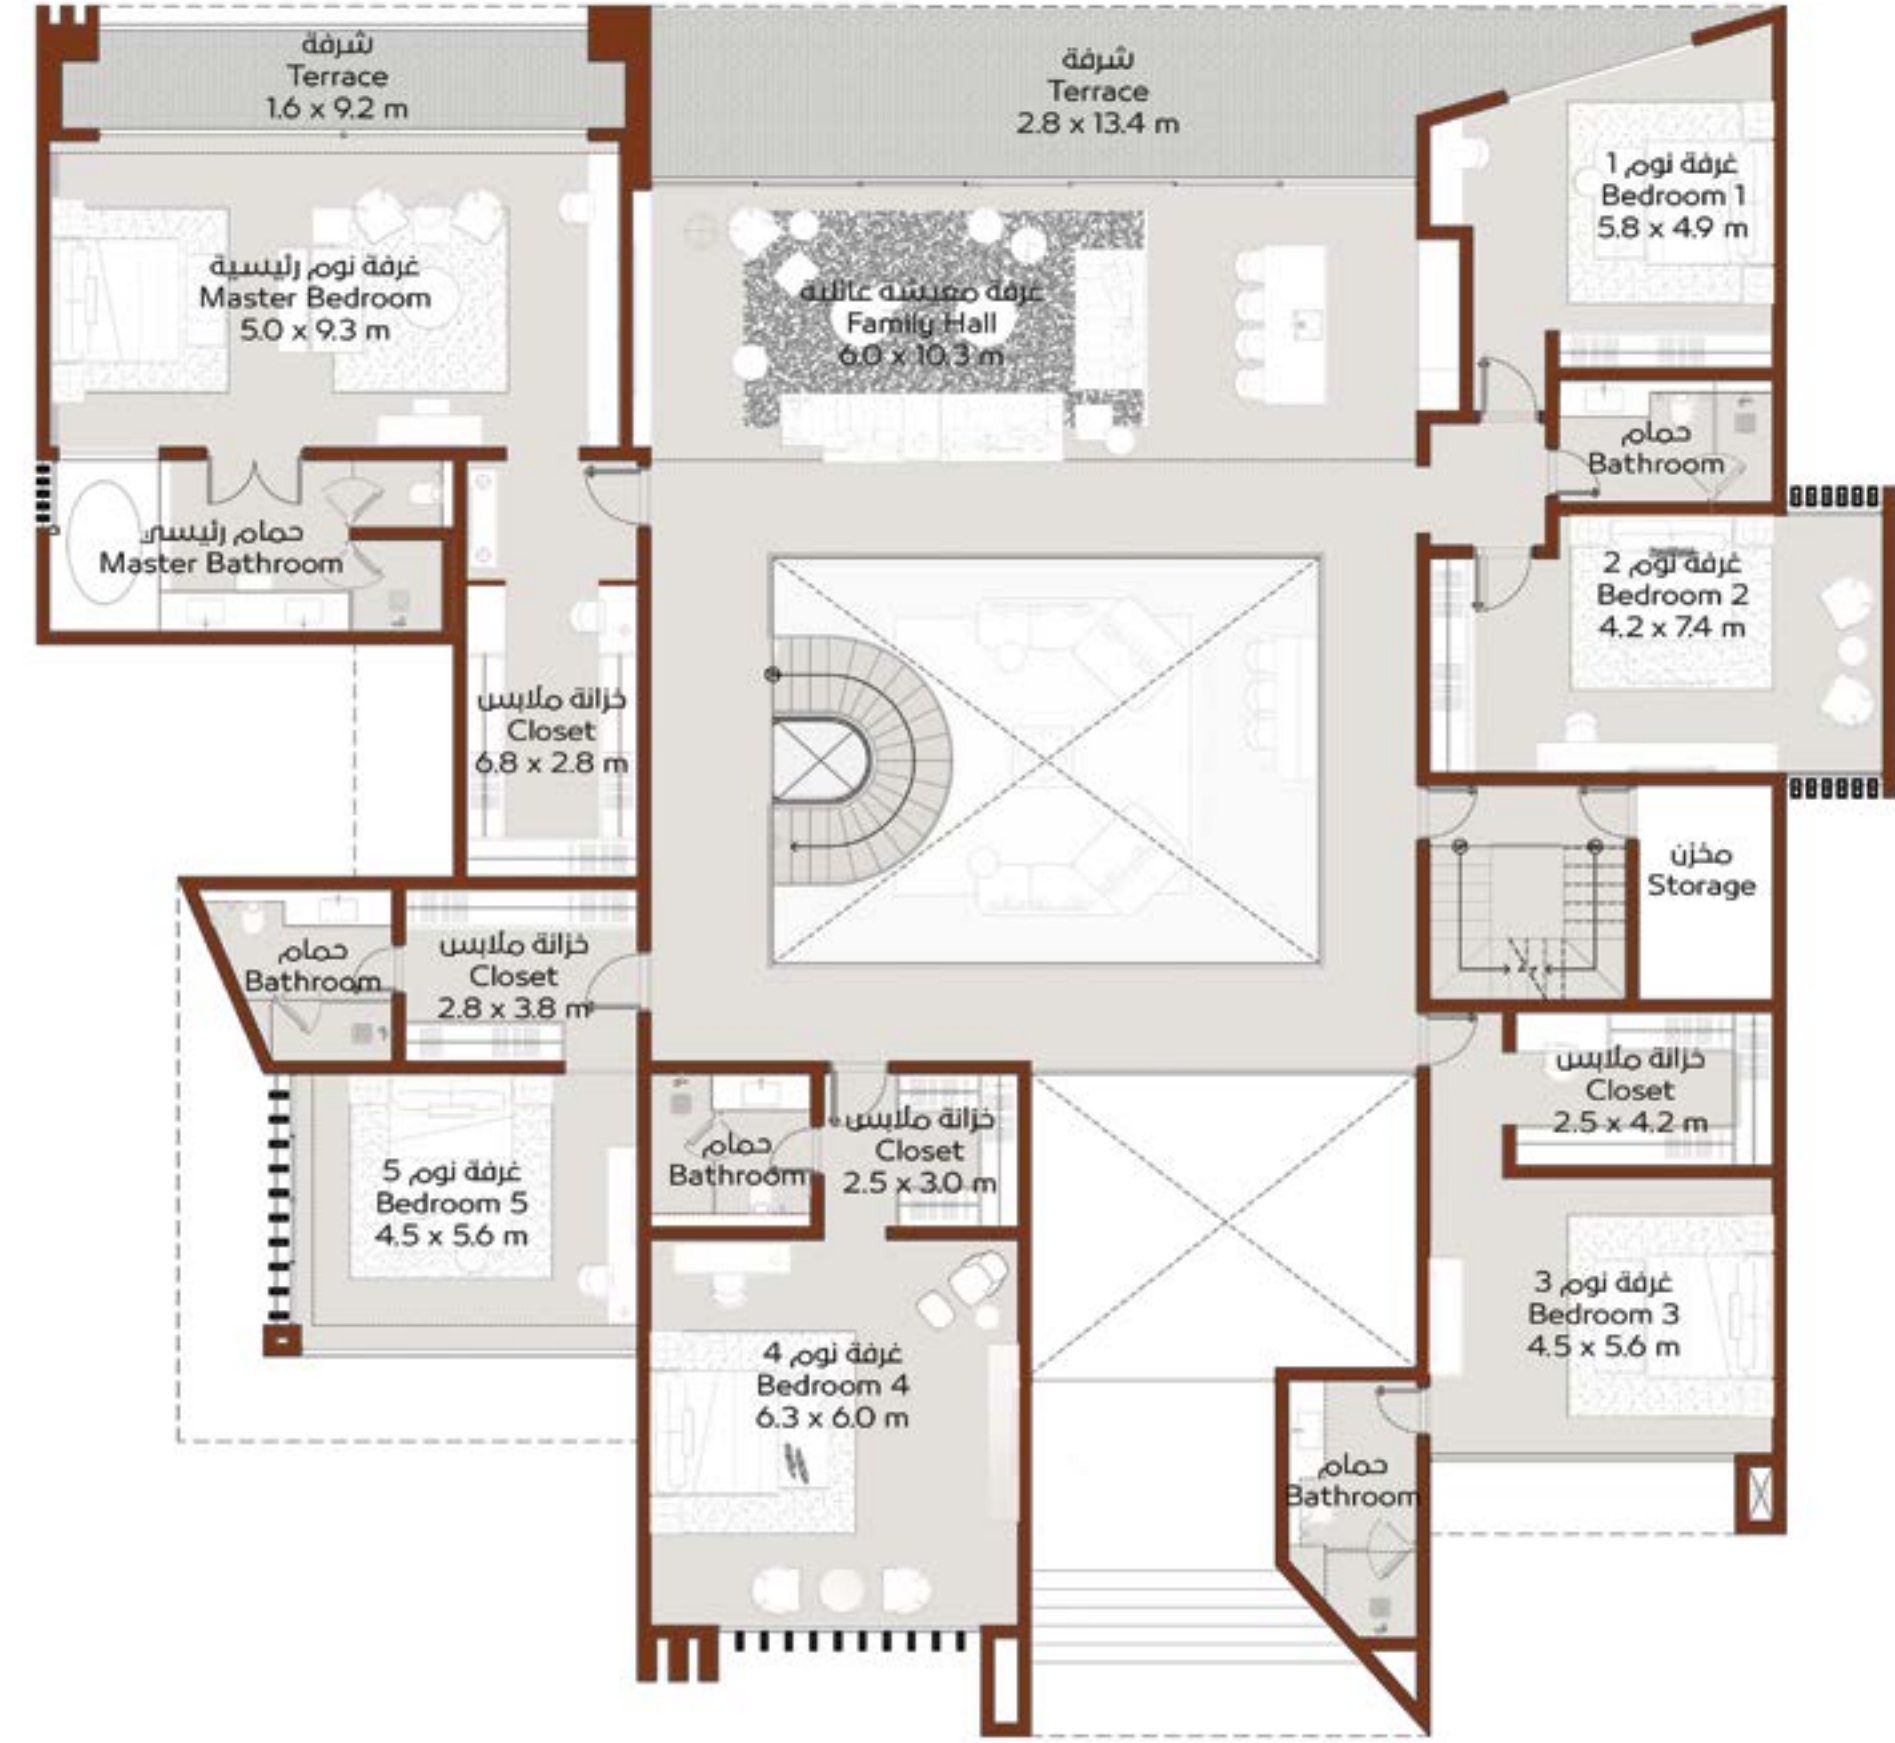 شرفة
Terrace
1.6 x 9.2 m
شرفة
Terrace
2.8 x 13.4 m
غرفة نوم 1
Bedroom 1
5.8 x 4.9 m
غرفة نوم رئيسية
Master Bedroom
5.0 x 9.3 m
غرفة معيشة عائلية
Family Hall
6.0 x 10.3 m
حمام
Bathroom
حمام رئيسي
Master Bathroom
غرفة نوم 2
Bedroom 2
4.2 x 7.4 m
خزانة ملابس
Closet
6.8 x 2.8 m
مخزن
Storage
حمام
Bathroom
خزانة ملابس
Closet
2.8 x 3.8 m
خزانة ملابس
Closet
2.5 x 4.2 m
حمام
Bathroom
خزانة ملابس
Closet
2.5 x 3.0 m
غرفة نوم 5
Bedroom 5
4.5 x 5.6 m
غرفة نوم 3
Bedroom 3
4.5 x 5.6 m
غرفة نوم 4
Bedroom 4
6.3 x 6.0 m
حمام
Bathroom